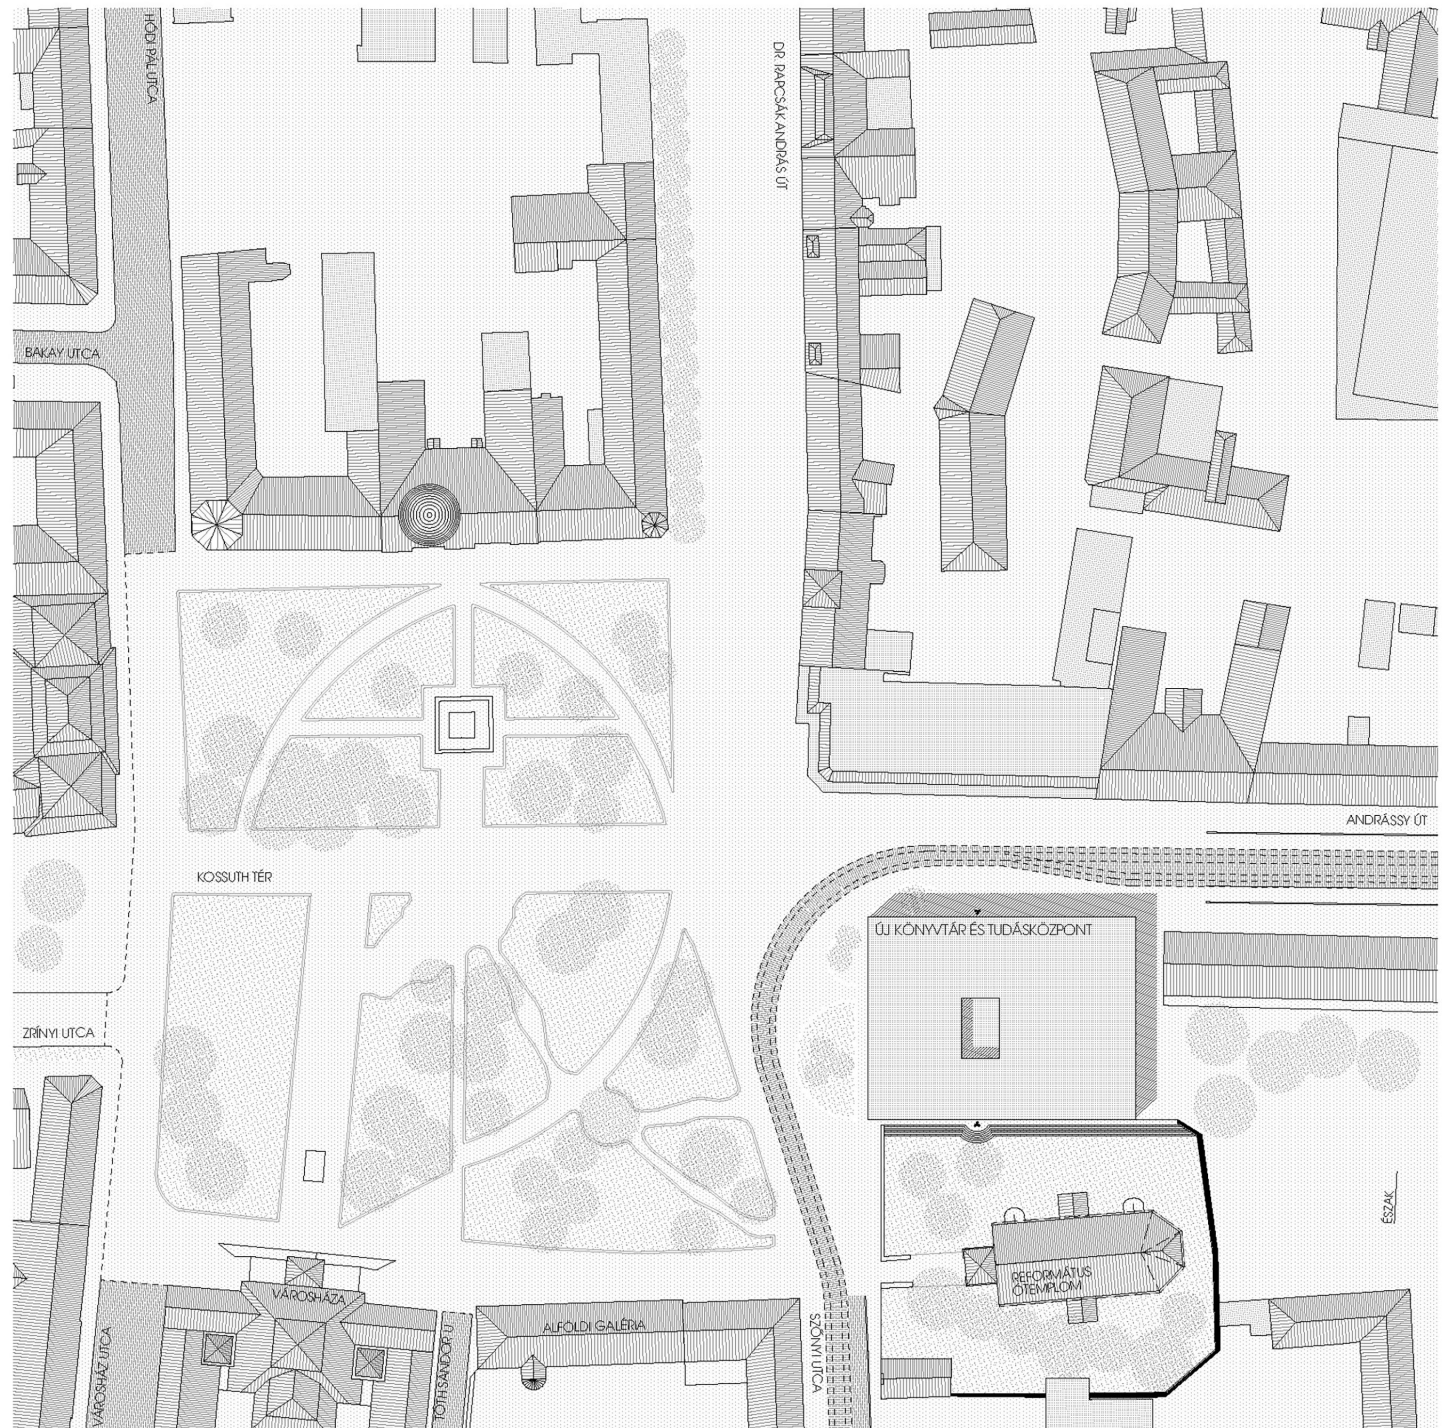 HÓDI PÁL UTCA
DR. RAPCSÁK ANDRÁS ÚT
BAKAY UTCA
ANDRÁSSY ÚT
KOSSUTH TÉR
ÚJ KÖNYVTÁR ÉS TUDÁSKÖZPONT
ZRÍNYI UTCA
ÉSZAK
REFORMÁTUS
ÓTEMPLOM
VÁROSHÁZA
ALFÖLDI GALÉRIA
SZŐNYI UTCA
VÁROSHÁZ UTCA
TÓTH SÁNDOR U